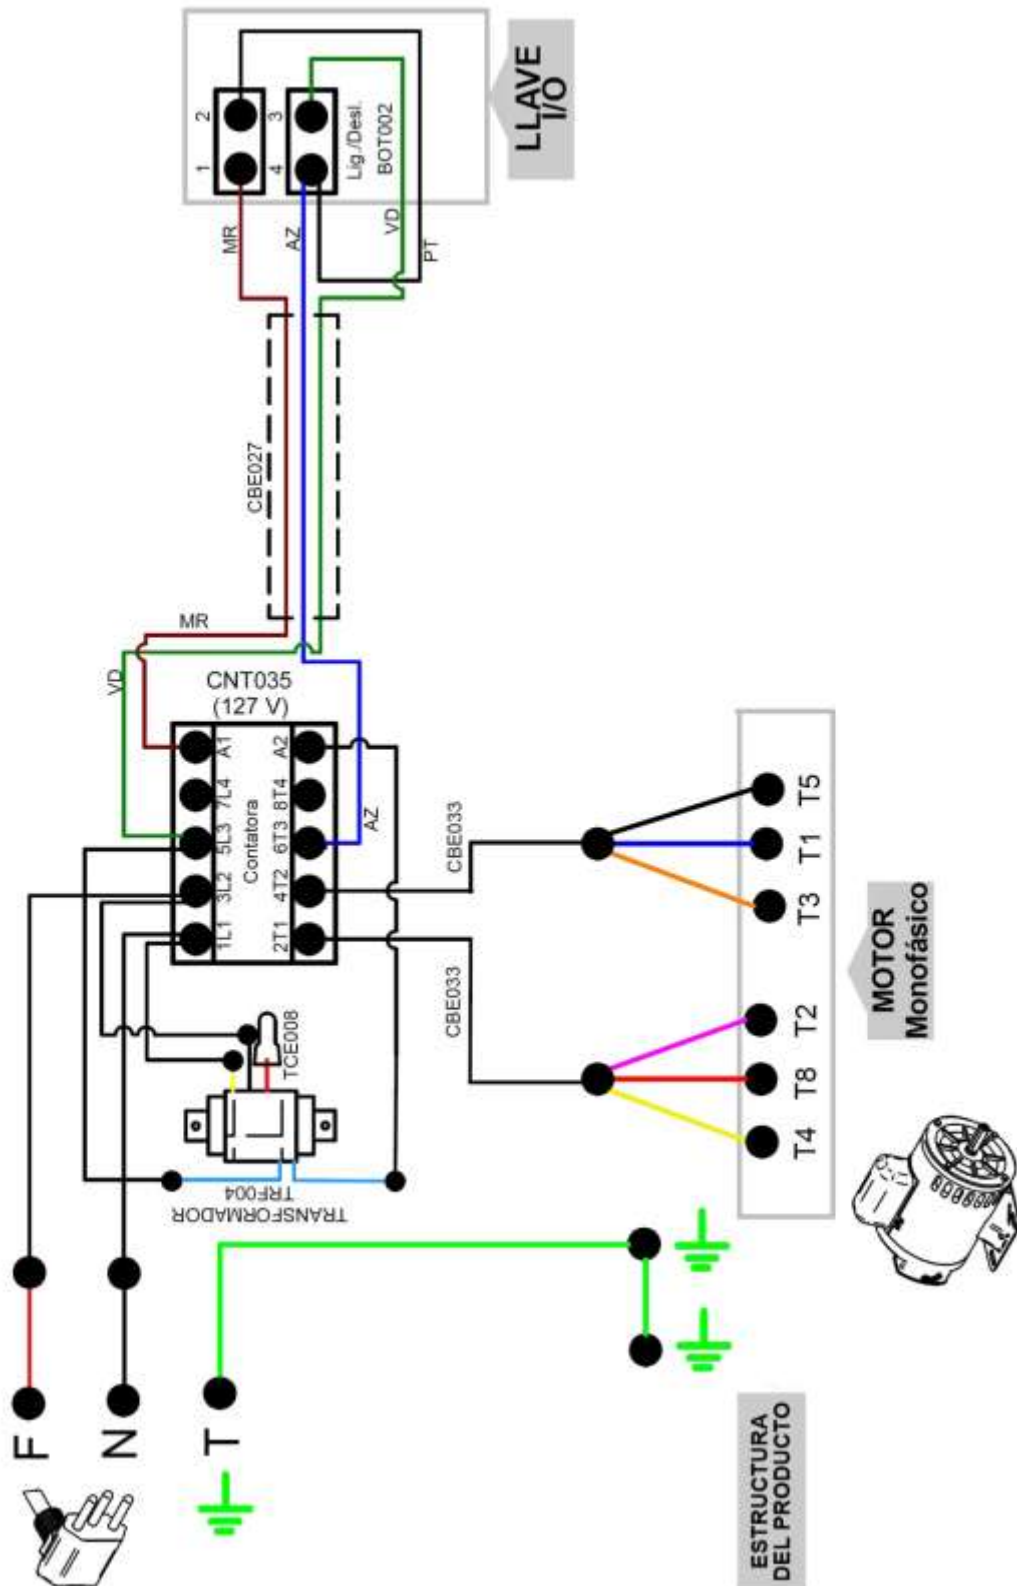 LLAVE
I/O
2
1
3
4
Lig./Desl.
BOT002
MR
AZ
VD
PT
CBE027
MR
VD
CNT035
(127 V)
A1
7L4
5L3
3L2
1L1
Contatora
A2
8T4
6T3
4T2
2T1
AZ
CBE033
CBE033
T5
T1
T3
T2
T8
T4
MOTOR
Monofásico
TCE008
TRANSFORMADOR
TRF004
F
N
T
ESTRUCTURA
DEL PRODUCTO